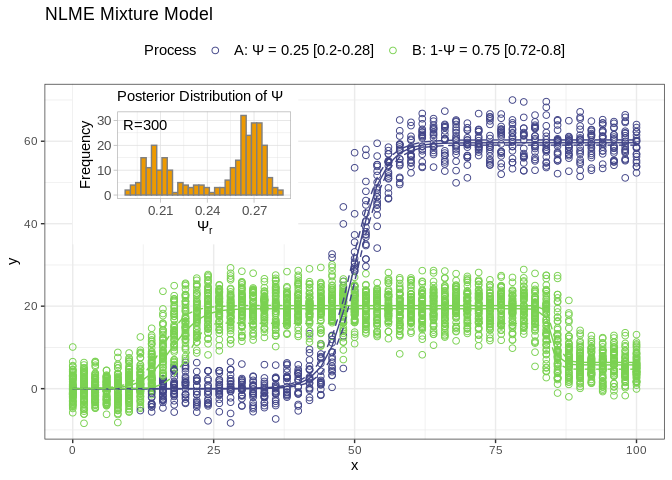 NLME Mixture Model
Process A: Ψ = 0.25 [0.2-0.28] B: 1-Ψ = 0.75 [0.72-0.8]
Posterior Distribution of Ψ
R=300
Frequency
30
20
10
0
0.21 0.24 0.27
Ψr
y
60
40
20
0
0 25 50 75 100
x